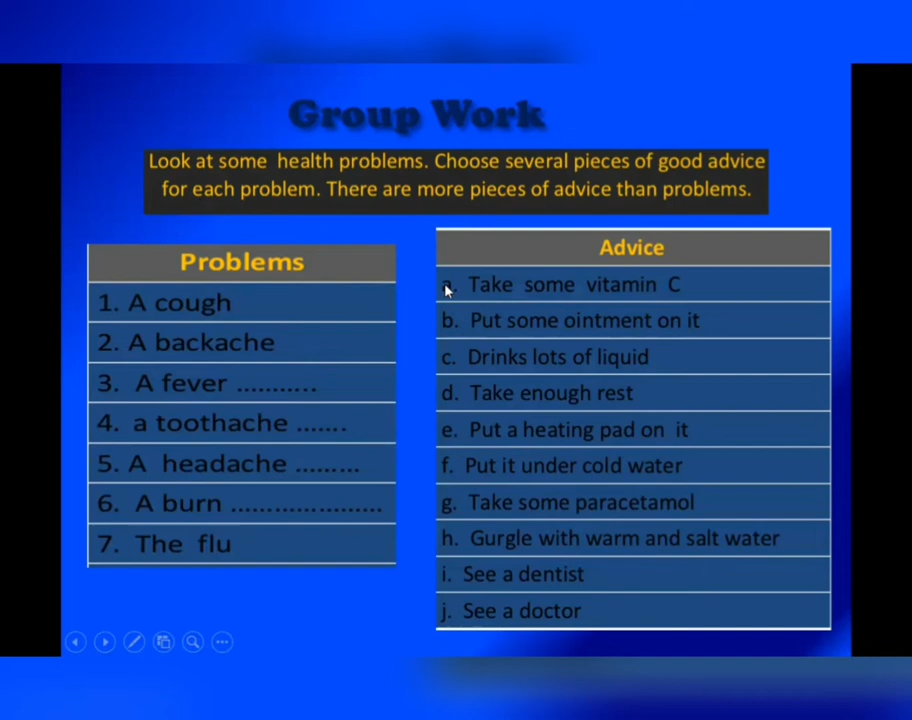 Group Work
Look at some health problems. Choose several pieces of good advice
for each problem. There are more pieces of advice than problems.
Problems
1. A cough
2. A backache
3. A fever ...........
4. a toothache .......
5. A headache .........
6. A burn ......................
7. The flu
Advice
a. Take some vitamin C
b. Put some ointment on it
c. Drinks lots of liquid
d. Take enough rest
e. Put a heating pad on it
f. Put it under cold water
g. Take some paracetamol
h. Gurgle with warm and salt water
i. See a dentist
j. See a doctor